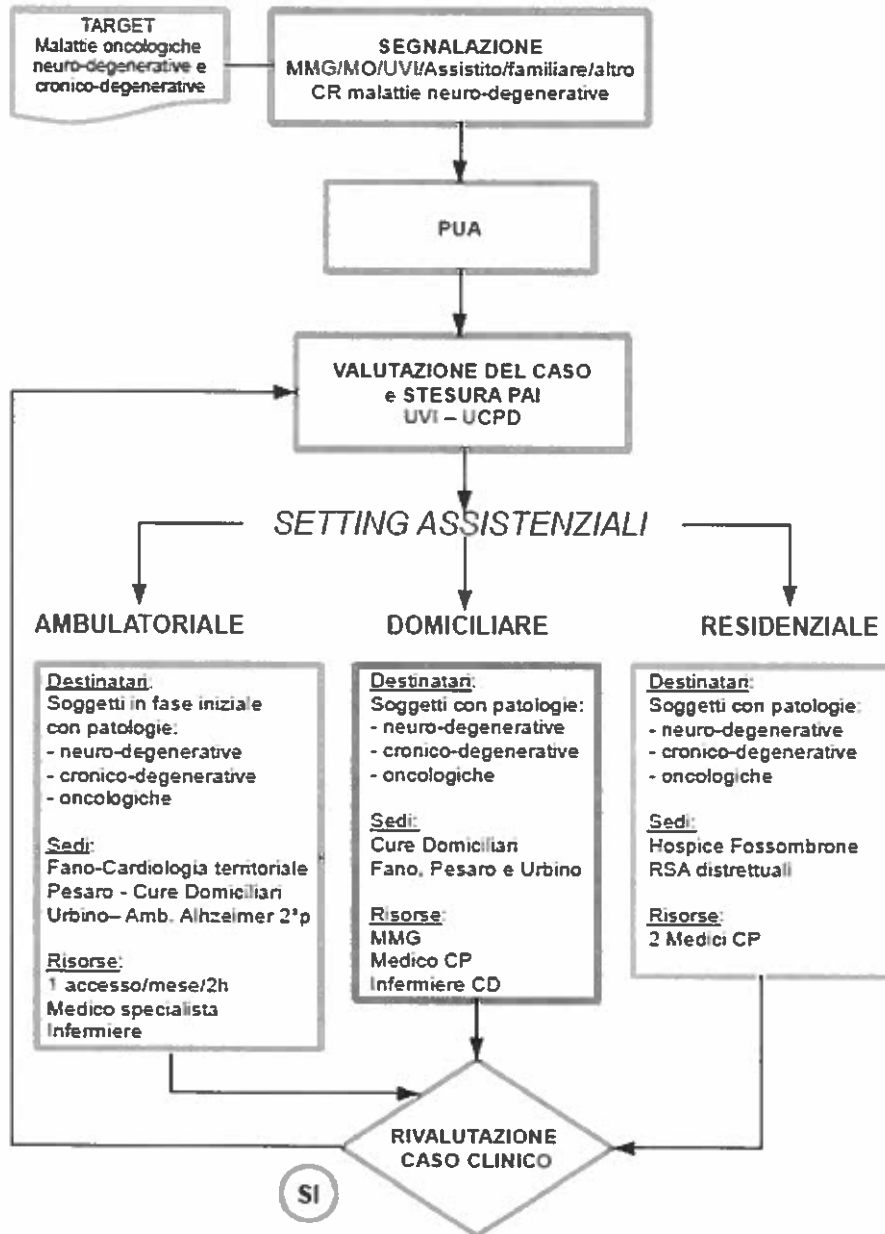 TARGET
Malattie oncologiche
neuro-degenerative e
cronico-degenerative
SEGNALAZIONE
MMG/MO/UVI/Assistito/familiare/altro
CR malattie neuro-degenerative
PUA
VALUTAZIONE DEL CASO
e STESURA PAI
UVI – UCPD
SETTING ASSISTENZIALI
AMBULATORIALE
Destinatari:
Soggetti in fase iniziale
con patologie:
- neuro-degenerative
- cronico-degenerative
- oncologiche
Sedi:
Fano-Cardiologia territoriale
Pesaro - Cure Domiciliari
Urbino– Amb. Alhzeimer 2°p
Risorse:
1 accesso/mese/2h
Medico specialista
Infermiere
DOMICILIARE
Destinatari:
Soggetti con patologie:
- neuro-degenerative
- cronico-degenerative
- oncologiche
Sedi:
Cure Domiciliari
Fano, Pesaro e Urbino
Risorse:
MMG
Medico CP
Infermiere CD
RESIDENZIALE
Destinatari:
Soggetti con patologie:
- neuro-degenerative
- cronico-degenerative
- oncologiche
Sedi:
Hospice Fossombrone
RSA distrettuali
Risorse:
2 Medici CP
RIVALUTAZIONE
CASO CLINICO
SI